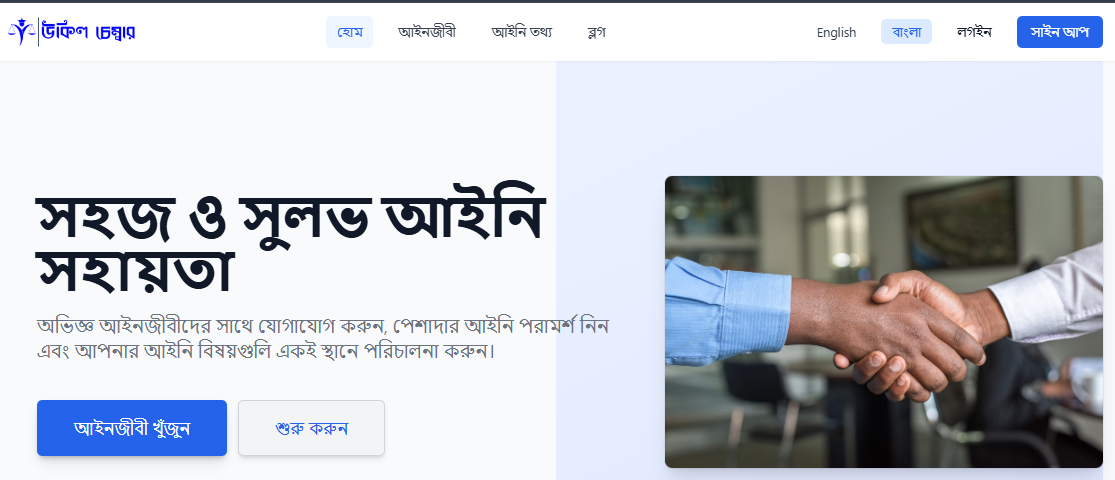 উকিল চেম্বার
হোম
আইনজীবী
আইনি তথ্য
ব্লগ
English
বাংলা
লগইন
সাইন আপ
সহজ ও সুলভ আইনি
সহায়তা
অভিজ্ঞ আইনজীবীদের সাথে যোগাযোগ করুন, পেশাদার আইনি পরামর্শ নিন
এবং আপনার আইনি বিষয়গুলি একই স্থানে পরিচালনা করুন।
আইনজীবী খুঁজুন
শুরু করুন